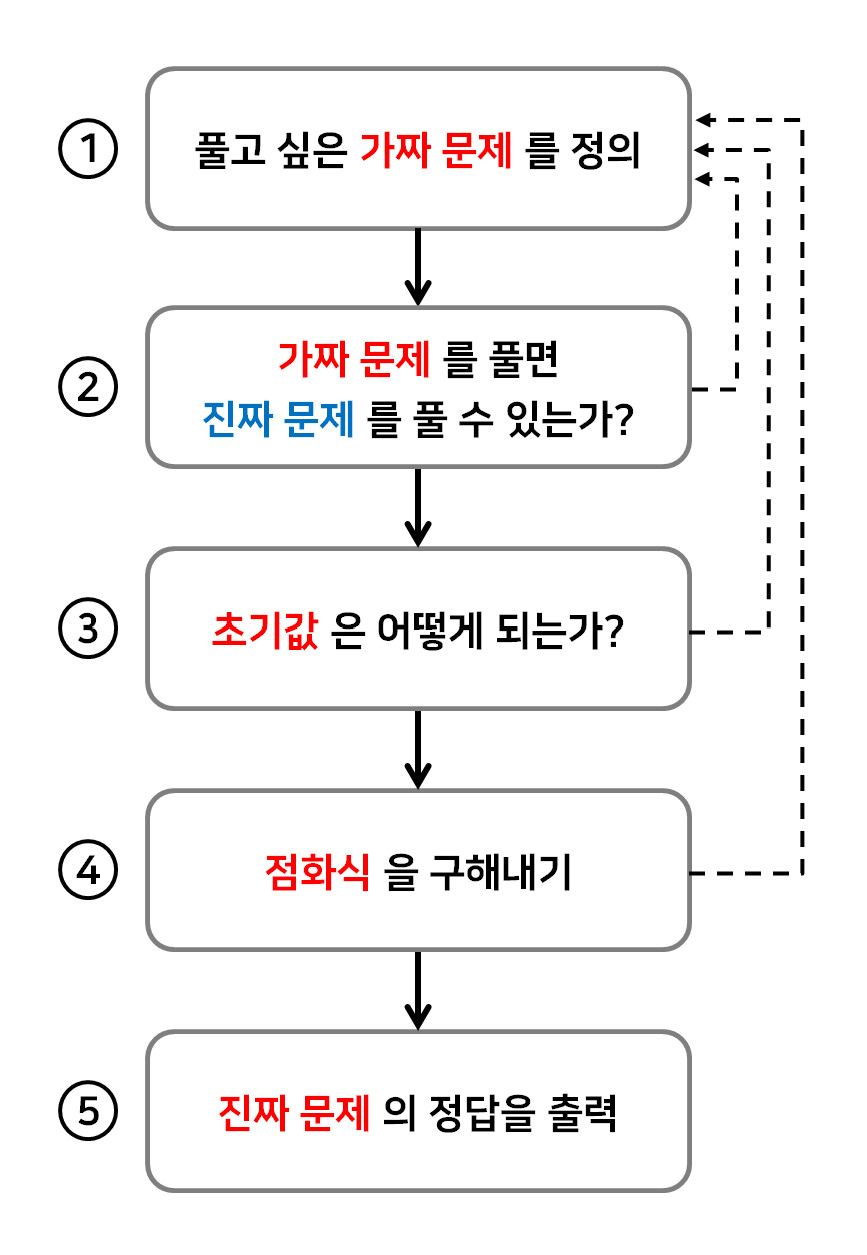 ① 풀고 싶은 가짜 문제 를 정의
② 가짜 문제 를 풀면
진짜 문제 를 풀 수 있는가?
③ 초기값 은 어떻게 되는가?
④ 점화식 을 구해내기
⑤ 진짜 문제 의 정답을 출력